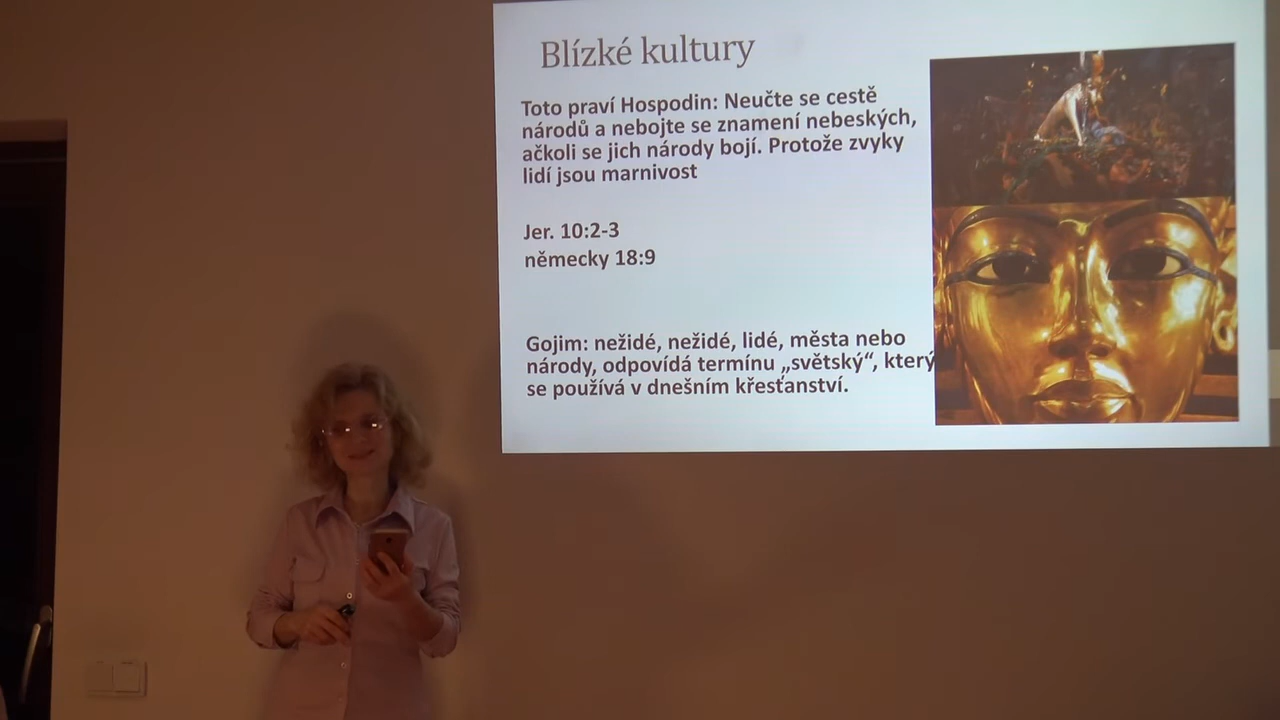 Blízké kultury
Toto praví Hospodin: Neučte se cestě
národů a nebojte se znamení nebeských,
ačkoli se jich národy bojí. Protože zvyky
lidí jsou marnivost
Jer. 10:2-3
německy 18:9
Gojim: nežidé, nežidé, lidé, města nebo
národy, odpovídá termínu „světský“, který
se používá v dnešním křesťanství.